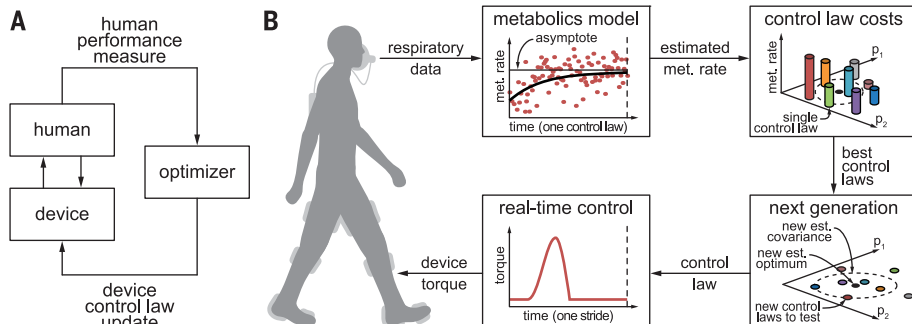 A
human
performance
measure
human
device
optimizer
device
control law
update
B
respiratory
data
metabolics model
asymptote
met. rate
time (one control law)
estimated
met. rate
control law costs
met. rate
p1
p2
single
control law
best
control
laws
next generation
new est.
covariance
new est.
optimum
new control
laws to test
p1
p2
control
law
real-time control
torque
time (one stride)
device
torque